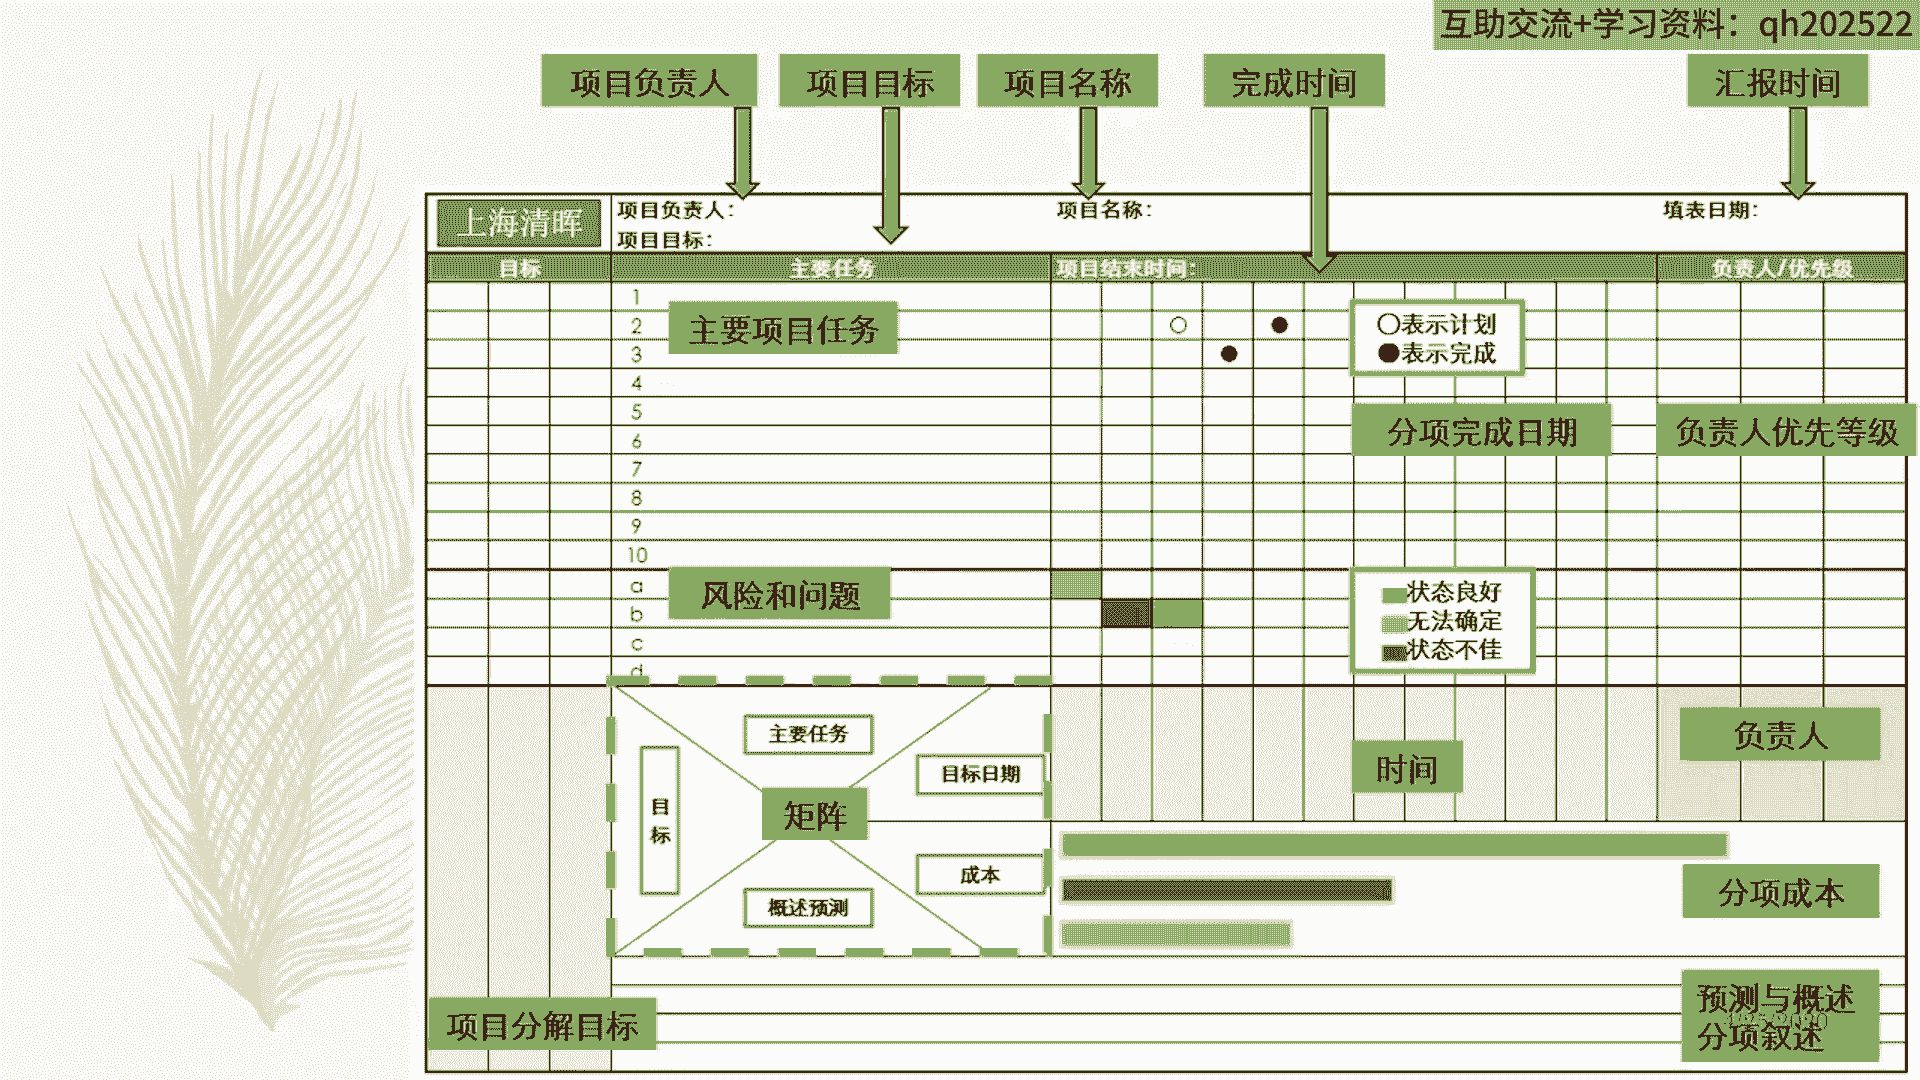 互助交流+学习资料：qh202522
项目负责人
项目目标
项目名称
完成时间
汇报时间
上海清晖
项目负责人：
项目名称：
填表日期：
项目目标：
目标
主要任务
项目结束时间：
负责人/优先级
1
2
3
4
5
6
7
8
9
10
a
b
c
d
主要项目任务
○表示计划
●表示完成
分项完成日期
负责人优先等级
风险和问题
状态良好
无法确定
状态不佳
主要任务
目标日期
目标
矩阵
成本
概述预测
时间
负责人
分项成本
项目分解目标
预测与概述
分项叙述